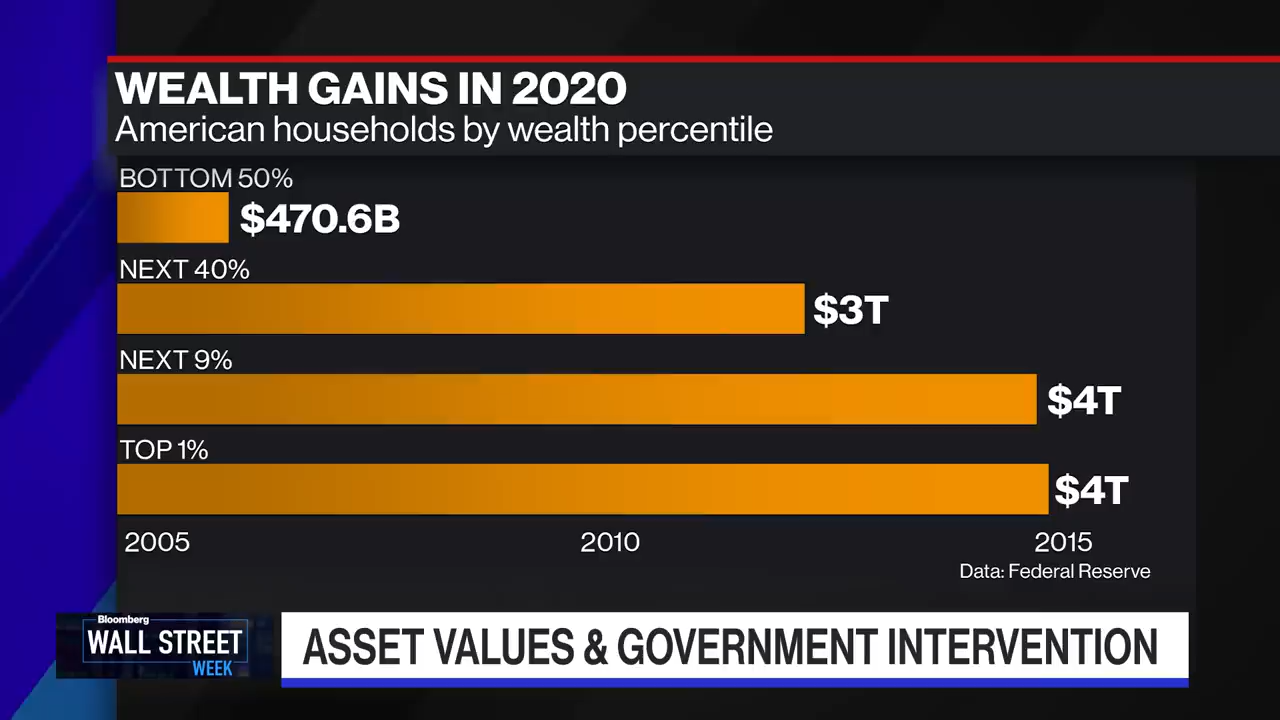 WEALTH GAINS IN 2020
American households by wealth percentile
BOTTOM 50%
$470.6B
NEXT 40%
$3T
NEXT 9%
$4T
TOP 1%
$4T
2005 2010 2015
Data: Federal Reserve
Bloomberg
WALL STREET
WEEK
ASSET VALUES & GOVERNMENT INTERVENTION